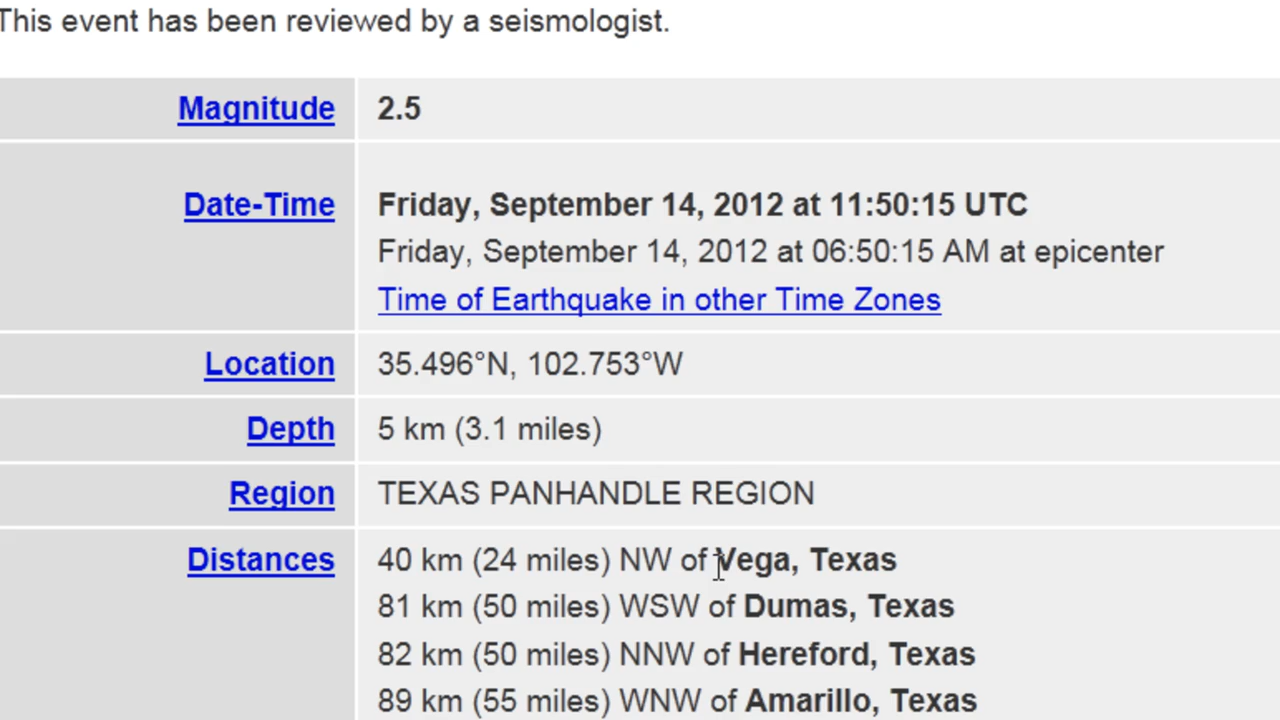 This event has been reviewed by a seismologist.
Magnitude 2.5
Date-Time Friday, September 14, 2012 at 11:50:15 UTC
Friday, September 14, 2012 at 06:50:15 AM at epicenter
Time of Earthquake in other Time Zones
Location 35.496°N, 102.753°W
Depth 5 km (3.1 miles)
Region TEXAS PANHANDLE REGION
Distances 40 km (24 miles) NW of Vega, Texas
81 km (50 miles) WSW of Dumas, Texas
82 km (50 miles) NNW of Hereford, Texas
89 km (55 miles) WNW of Amarillo, Texas